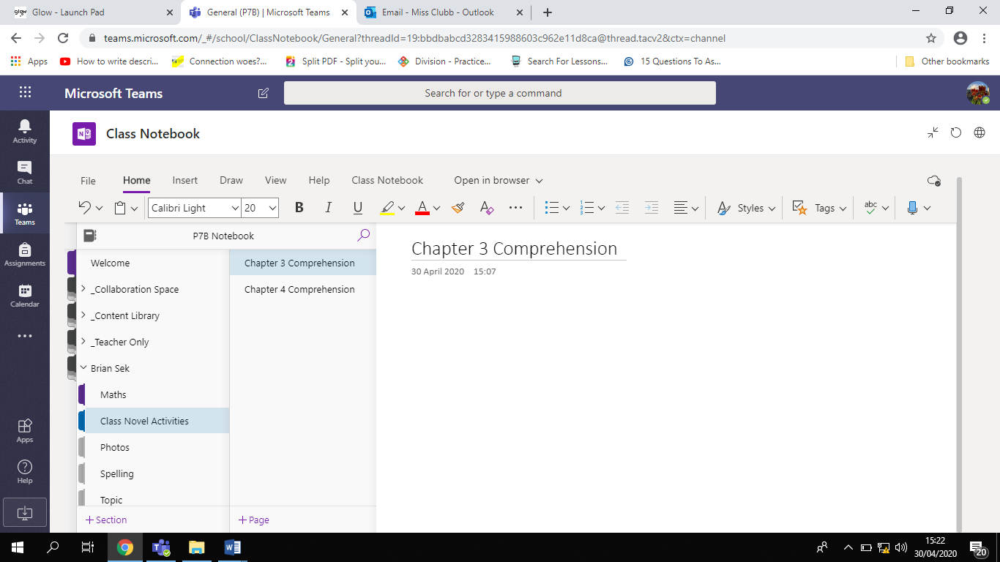 glow Glow - Launch Pad
General (P7B) | Microsoft Teams
Email - Miss Clubb - Outlook
teams.microsoft.com/_#/school/ClassNotebook/General?threadId=19:bbdbabcd3283415988603c962e11d8ca@thread.tacv2&ctx=channel
Apps How to write descri... Connection woes?... Split PDF - Split you... Division - Practice... Search For Lessons... 15 Questions To As... Other bookmarks
Microsoft Teams
Search for or type a command
Activity
Chat
Teams
Assignments
Calendar
Apps
Help
Class Notebook
File Home Insert Draw View Help Class Notebook Open in browser
Calibri Light 20 B I U A A Styles Tags abc
P7B Notebook
Welcome
_Collaboration Space
_Content Library
_Teacher Only
Brian Sek
Maths
Class Novel Activities
Photos
Spelling
Topic
+ Section
Chapter 3 Comprehension
Chapter 4 Comprehension
+ Page
Chapter 3 Comprehension
30 April 2020 15:07
15:22
30/04/2020
20